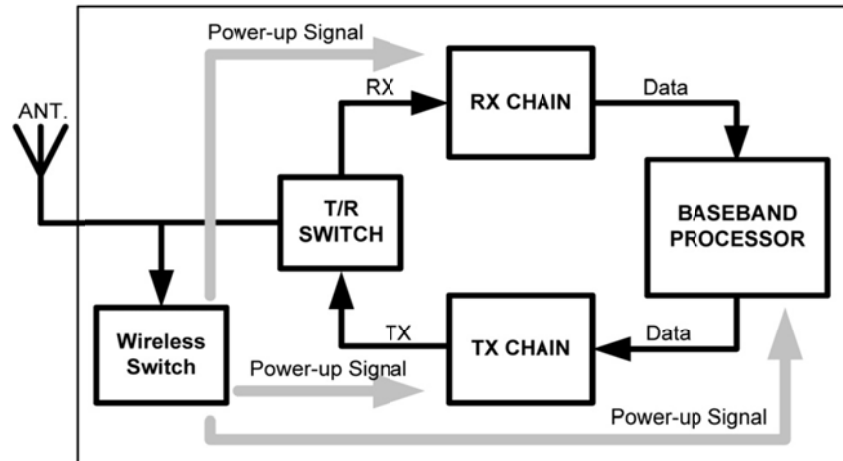 Power-up Signal
ANT.
RX
RX CHAIN
Data
T/R
SWITCH
BASEBAND
PROCESSOR
Wireless
Switch
TX
TX CHAIN
Data
Power-up Signal
Power-up Signal